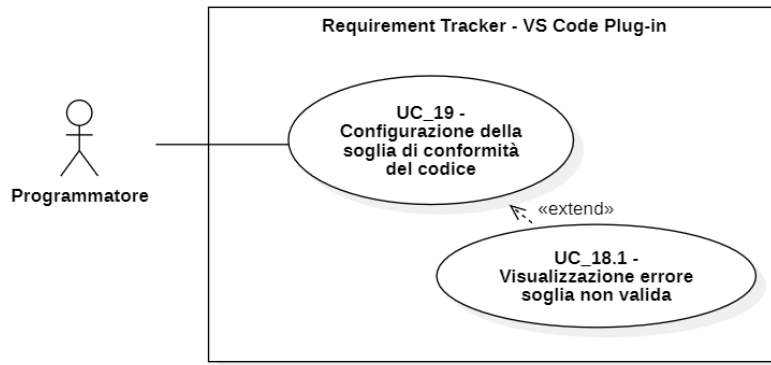 Requirement Tracker - VS Code Plug-in
UC_19 -
Configurazione della
soglia di conformità
del codice
Programmatore
«extend»
UC_18.1 -
Visualizzazione errore
soglia non valida